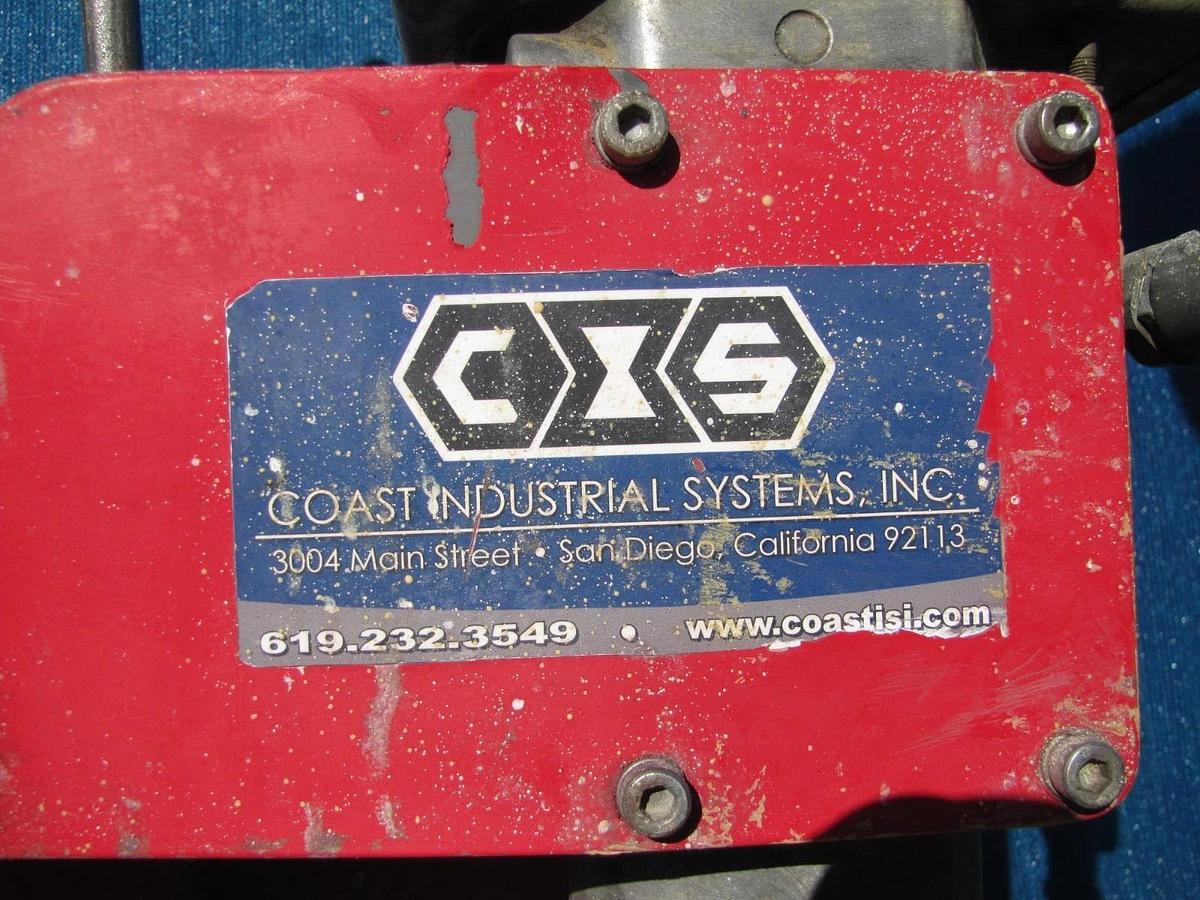 CIS
COAST INDUSTRIAL SYSTEMS, INC.
3004 Main Street • San Diego, California 92113
619.232.3549 • www.coastisi.com